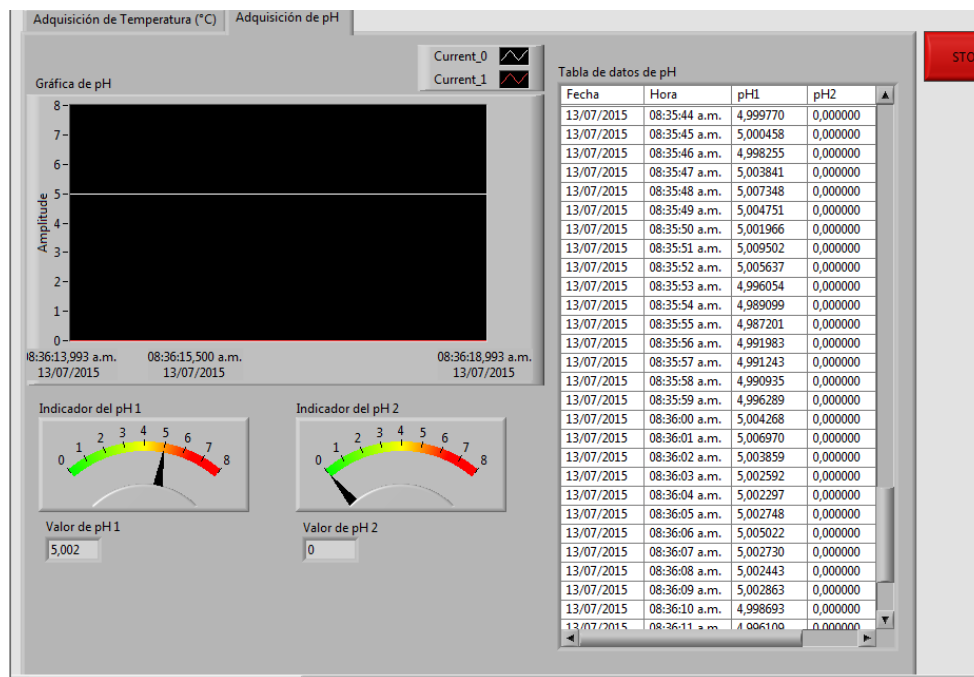 Adquisición de Temperatura (°C) Adquisición de pH
Current_0
Current_1
STO
Gráfica de pH
Amplitude
8
7
6
5
4
3
2
1
0
08:36:13,993 a.m. 08:36:15,500 a.m. 08:36:18,993 a.m.
13/07/2015 13/07/2015 13/07/2015
Indicador del pH 1
0 1 2 3 4 5 6 7 8
Valor de pH 1
5,002
Indicador del pH 2
0 1 2 3 4 5 6 7 8
Valor de pH 2
0
Tabla de datos de pH
Fecha Hora pH1 pH2
13/07/2015 08:35:44 a.m. 4,999770 0,000000
13/07/2015 08:35:45 a.m. 5,000458 0,000000
13/07/2015 08:35:46 a.m. 4,998255 0,000000
13/07/2015 08:35:47 a.m. 5,003841 0,000000
13/07/2015 08:35:48 a.m. 5,007348 0,000000
13/07/2015 08:35:49 a.m. 5,004751 0,000000
13/07/2015 08:35:50 a.m. 5,001966 0,000000
13/07/2015 08:35:51 a.m. 5,009502 0,000000
13/07/2015 08:35:52 a.m. 5,005637 0,000000
13/07/2015 08:35:53 a.m. 4,996054 0,000000
13/07/2015 08:35:54 a.m. 4,989099 0,000000
13/07/2015 08:35:55 a.m. 4,987201 0,000000
13/07/2015 08:35:56 a.m. 4,991983 0,000000
13/07/2015 08:35:57 a.m. 4,991243 0,000000
13/07/2015 08:35:58 a.m. 4,990935 0,000000
13/07/2015 08:35:59 a.m. 4,996289 0,000000
13/07/2015 08:36:00 a.m. 5,004268 0,000000
13/07/2015 08:36:01 a.m. 5,006970 0,000000
13/07/2015 08:36:02 a.m. 5,003859 0,000000
13/07/2015 08:36:03 a.m. 5,002592 0,000000
13/07/2015 08:36:04 a.m. 5,002297 0,000000
13/07/2015 08:36:05 a.m. 5,002748 0,000000
13/07/2015 08:36:06 a.m. 5,005022 0,000000
13/07/2015 08:36:07 a.m. 5,002730 0,000000
13/07/2015 08:36:08 a.m. 5,002443 0,000000
13/07/2015 08:36:09 a.m. 5,002863 0,000000
13/07/2015 08:36:10 a.m. 4,998693 0,000000
13/07/2015 08:36:11 a.m. 4,996109 0,000000